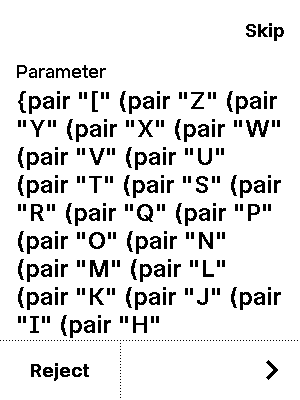 Skip
Parameter
{pair "[" (pair "Z" (pair
"Y" (pair "X" (pair "W"
(pair "V" (pair "U"
(pair "T" (pair "S" (pair
"R" (pair "Q" (pair "P"
(pair "O" (pair "N"
(pair "M" (pair "L"
(pair "K" (pair "J" (pair
"I" (pair "H"
Reject